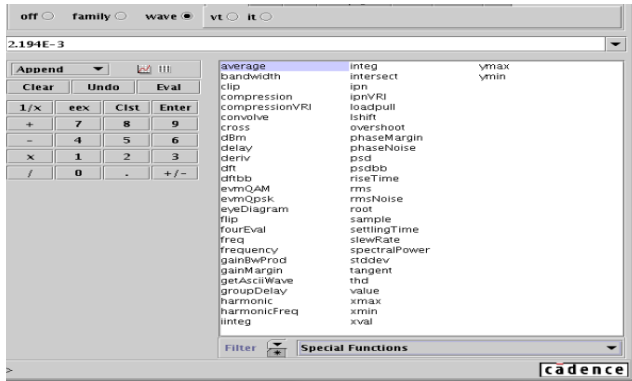 off family wave vt it
2.194E-3
Append
Clear Undo Eval
1/x eex Clst Enter
+ 7 8 9
- 4 5 6
x 1 2 3
/ 0 . +/-
average integ ymax
bandwidth intersect ymin
clip ipn
compression ipnVRI
compressionVRI loadpull
convolve lshift
cross overshoot
dBm phaseMargin
delay phaseNoise
deriv psd
dft psdbb
dftbb riseTime
evmQAM rms
evmQpsk rmsNoise
eyeDiagram root
flip sample
fourEval settlingTime
freq slewRate
frequency spectralPower
gainBwProd stddev
gainMargin tangent
getAsciiWave thd
groupDelay value
harmonic xmax
harmonicFreq xmin
iinteg xval
Filter Special Functions
>
cādence